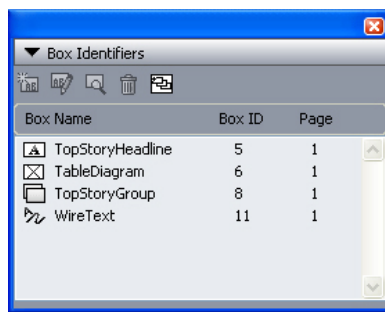 Box Identifiers
Box Name Box ID Page
TopStoryHeadline 5 1
TableDiagram 6 1
TopStoryGroup 8 1
WireText 11 1